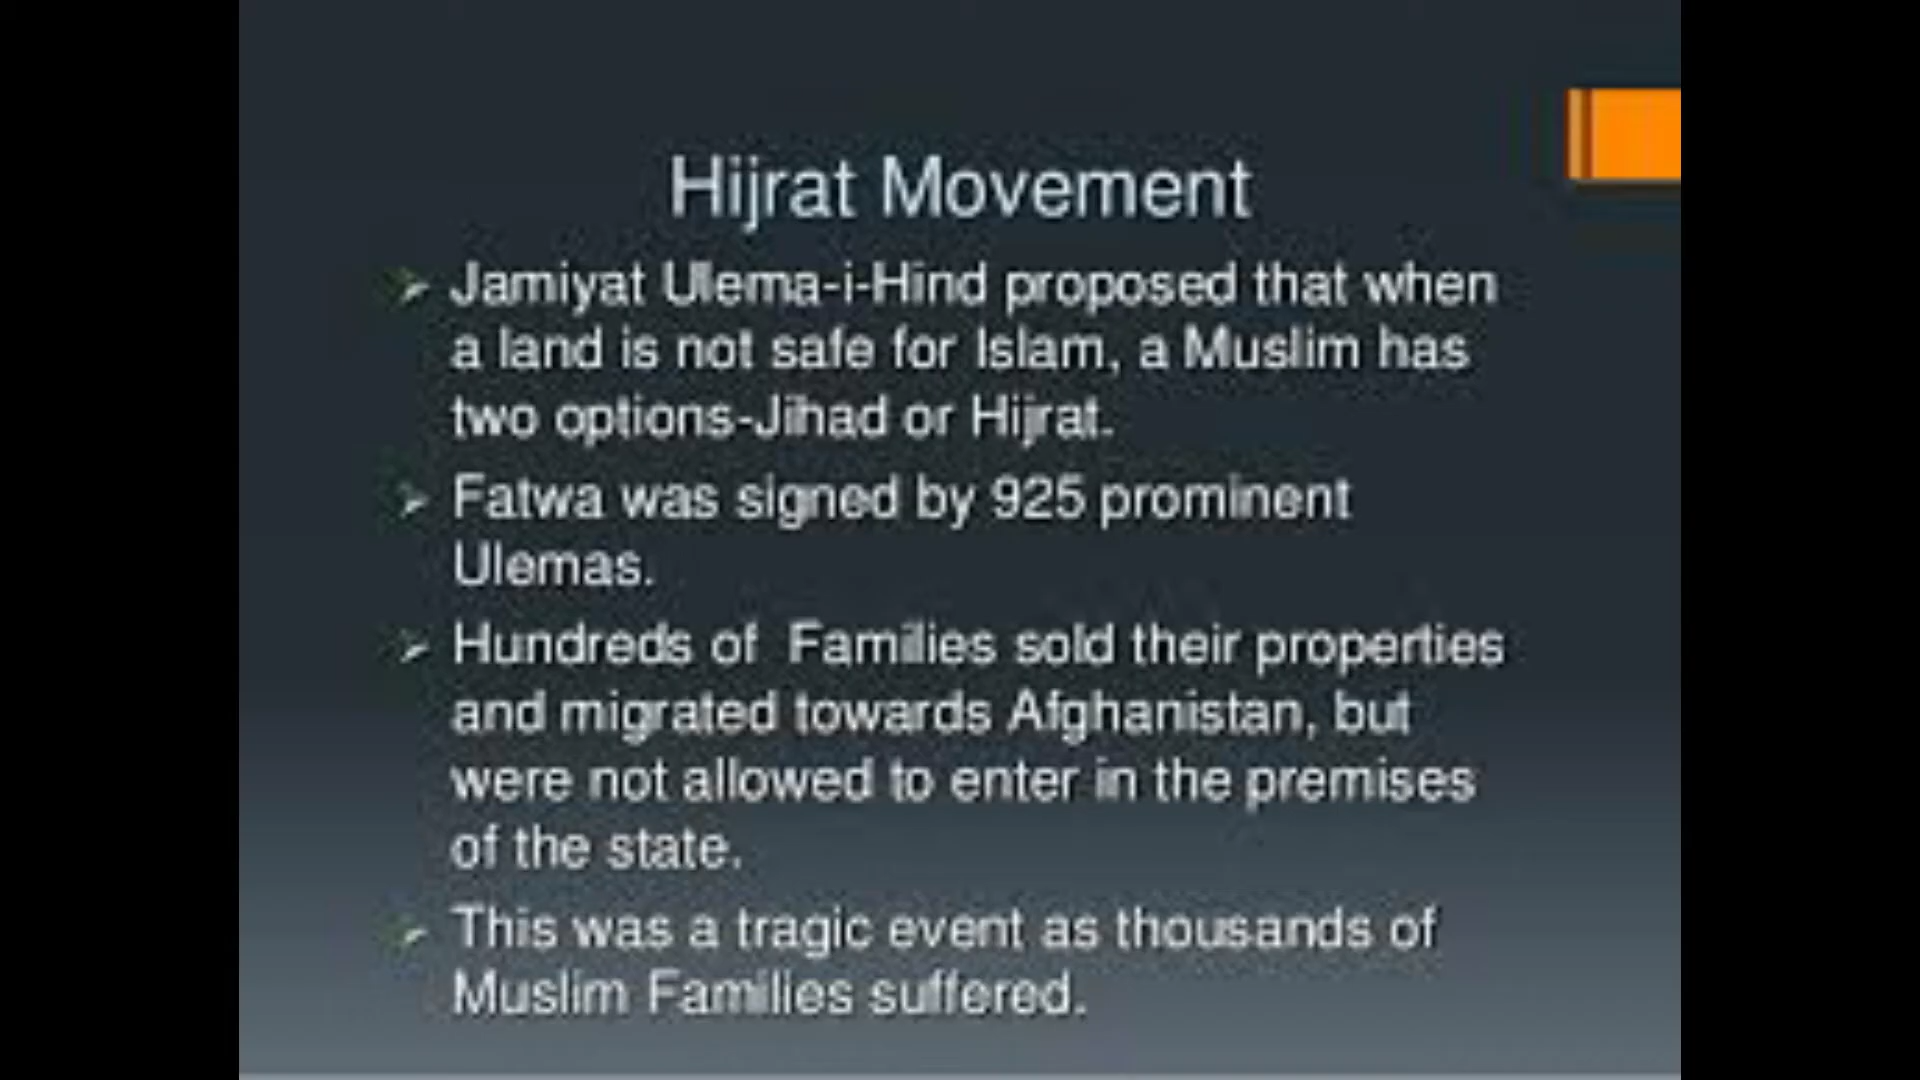 Hijrat Movement
Jamiyat Ulema-i-Hind proposed that when
a land is not safe for Islam, a Muslim has
two options-Jihad or Hijrat.
Fatwa was signed by 925 prominent
Ulemas.
Hundreds of Families sold their properties
and migrated towards Afghanistan, but
were not allowed to enter in the premises
of the state.
This was a tragic event as thousands of
Muslim Families suffered.